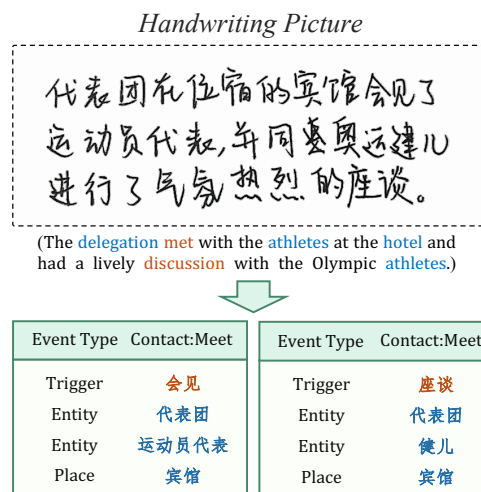 Handwriting Picture
代表团在位宿的宾馆会见了
运动员代表,并同奥运健儿
进行了气氛热烈的座谈。
(The delegation met with the athletes at the hotel and
had a lively discussion with the Olympic athletes.)
Event Type Contact:Meet
Trigger 会见
Entity 代表团
Entity 运动员代表
Place 宾馆
Event Type Contact:Meet
Trigger 座谈
Entity 代表团
Entity 健儿
Place 宾馆